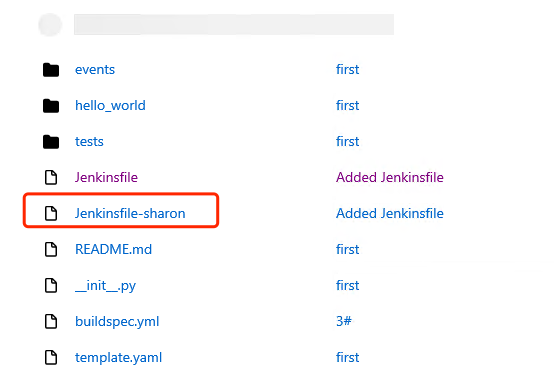 events first
hello_world first
tests first
Jenkinsfile Added Jenkinsfile
Jenkinsfile-sharon Added Jenkinsfile
README.md first
__init__.py first
buildspec.yml 3#
template.yaml first